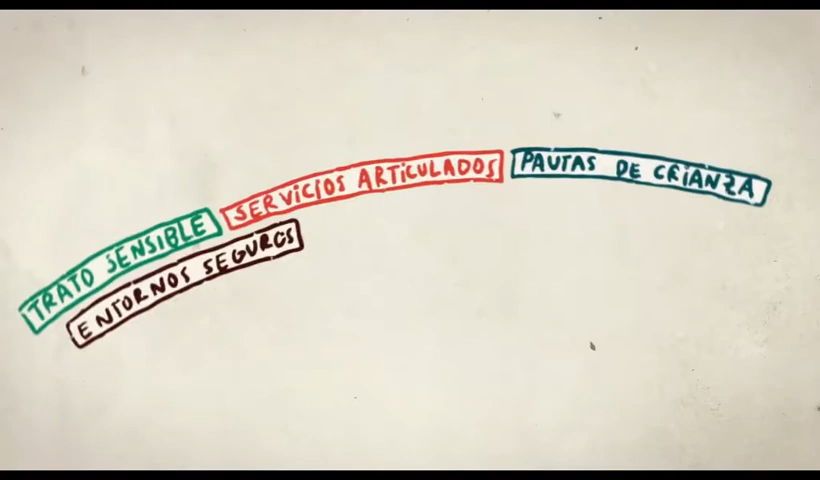 TRATO SENSIBLE
SERVICIOS ARTICULADOS
PAUTAS DE CRIANZA
ENTORNOS SEGUROS